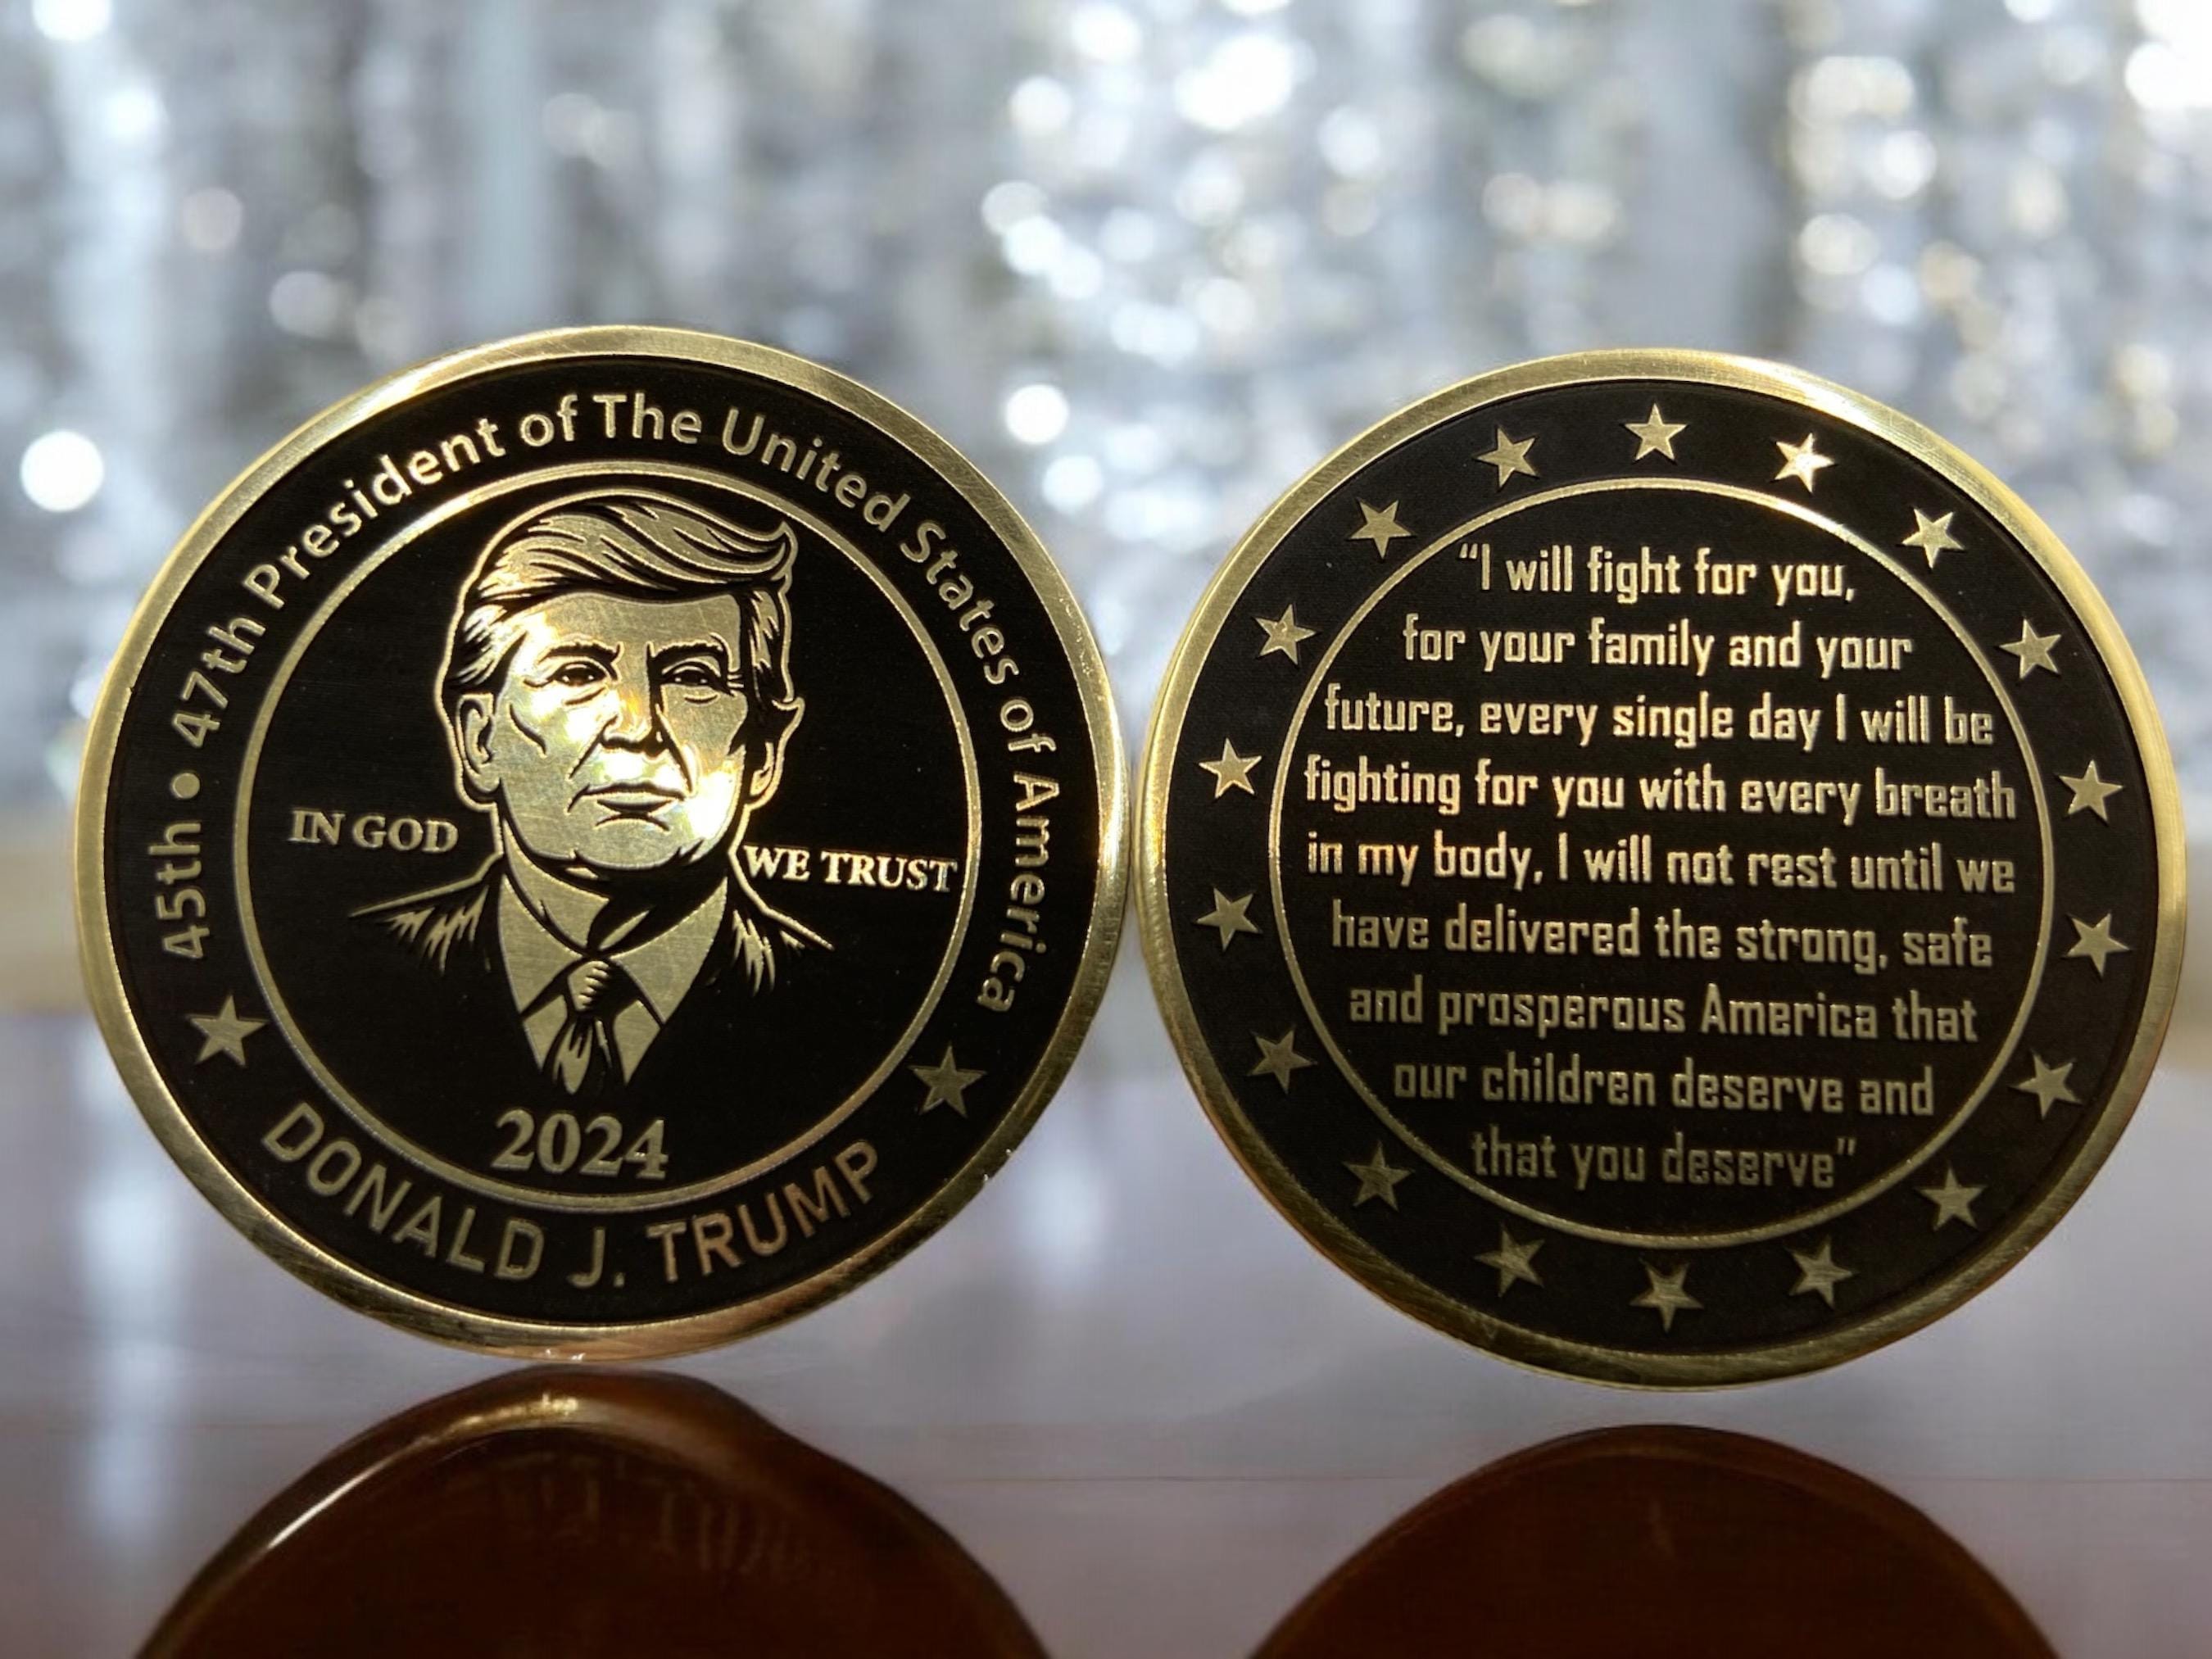 45th • 47th President of The United States of America
IN GOD WE TRUST
2024
DONALD J. TRUMP
“I will fight for you,
for your family and your
future, every single day I will be
fighting for you with every breath
in my body, I will not rest until we
have delivered the strong, safe
and prosperous America that
our children deserve and
that you deserve”